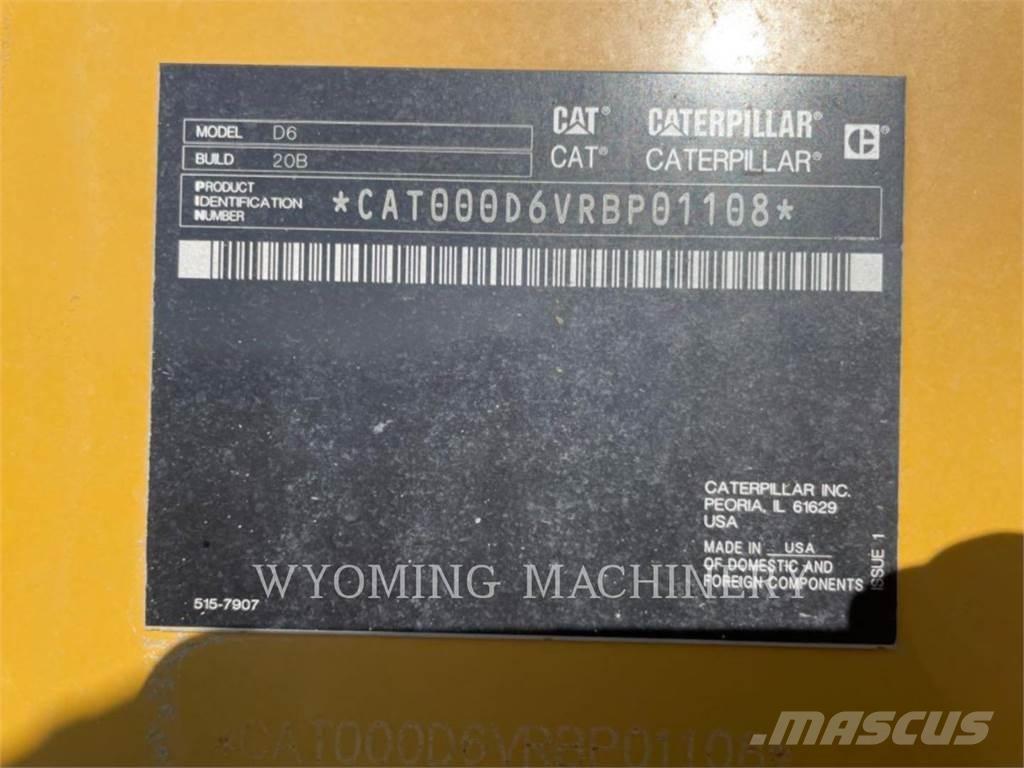 MODEL D6
BUILD 20B
CAT® CATERPILLAR®
CAT® CATERPILLAR®
PRODUCT
IDENTIFICATION
NUMBER
*CAT000D6VRBP01108*
CATERPILLAR INC.
PEORIA, IL 61629
USA
MADE IN USA
OF DOMESTIC AND
FOREIGN COMPONENTS
ISSUE 1
515-7907
WYOMING MACHINERY
*CAT000D6VRBP01108*
MASCUS